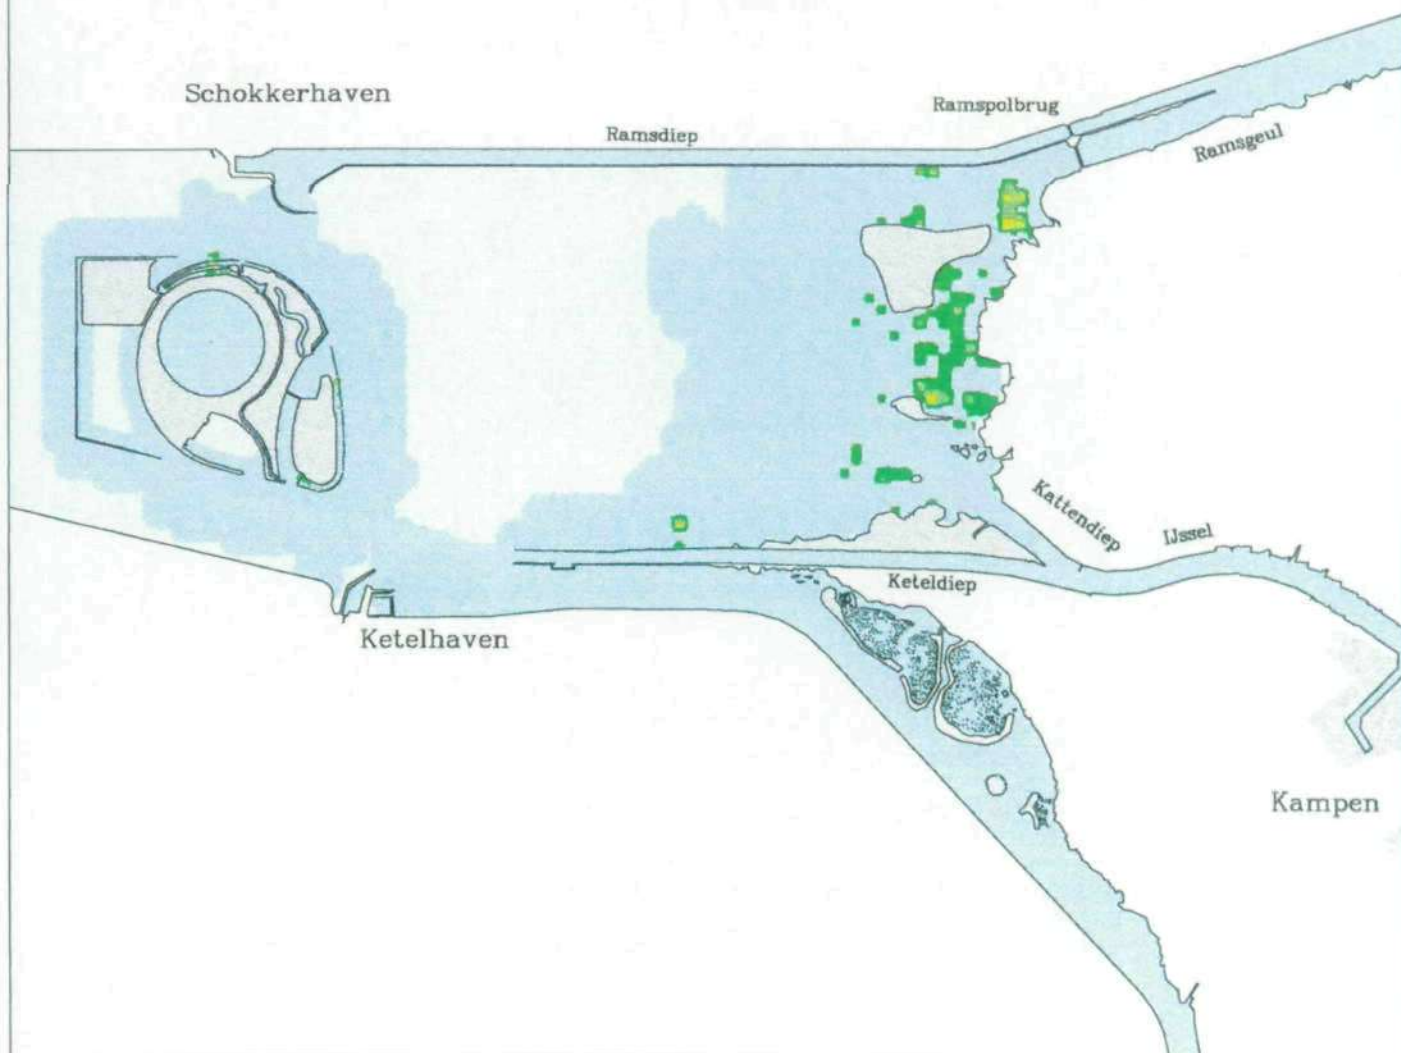 Schokkerhaven
Ramsdiep
Ramspolbrug
Ramsgeul
Kattendiep
IJssel
Keteldiep
Ketelhaven
Kampen